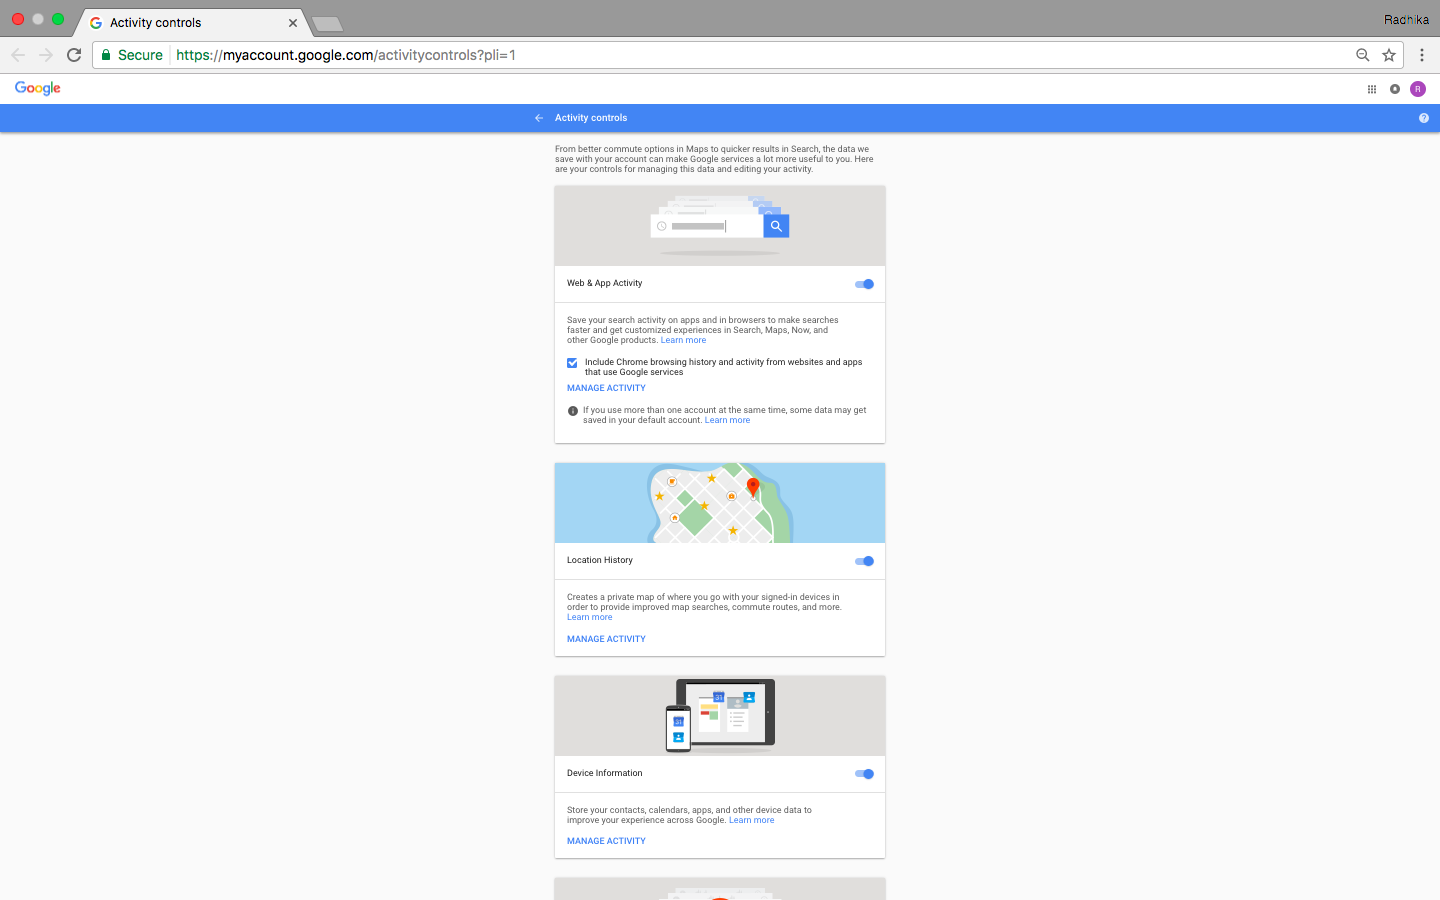 Activity controls
Radhika
Secure
https://myaccount.google.com/activitycontrols?pli=1
Google
R
Activity controls
From better commute options in Maps to quicker results in Search, the data we
save with your account can make Google services a lot more useful to you. Here
are your controls for managing this data and editing your activity.
Web & App Activity
Save your search activity on apps and in browsers to make searches
faster and get customized experiences in Search, Maps, Now, and
other Google products. Learn more
Include Chrome browsing history and activity from websites and apps
that use Google services
MANAGE ACTIVITY
If you use more than one account at the same time, some data may get
saved in your default account. Learn more
Location History
Creates a private map of where you go with your signed-in devices in
order to provide improved map searches, commute routes, and more.
Learn more
MANAGE ACTIVITY
31
31
Device Information
Store your contacts, calendars, apps, and other device data to
improve your experience across Google. Learn more
MANAGE ACTIVITY